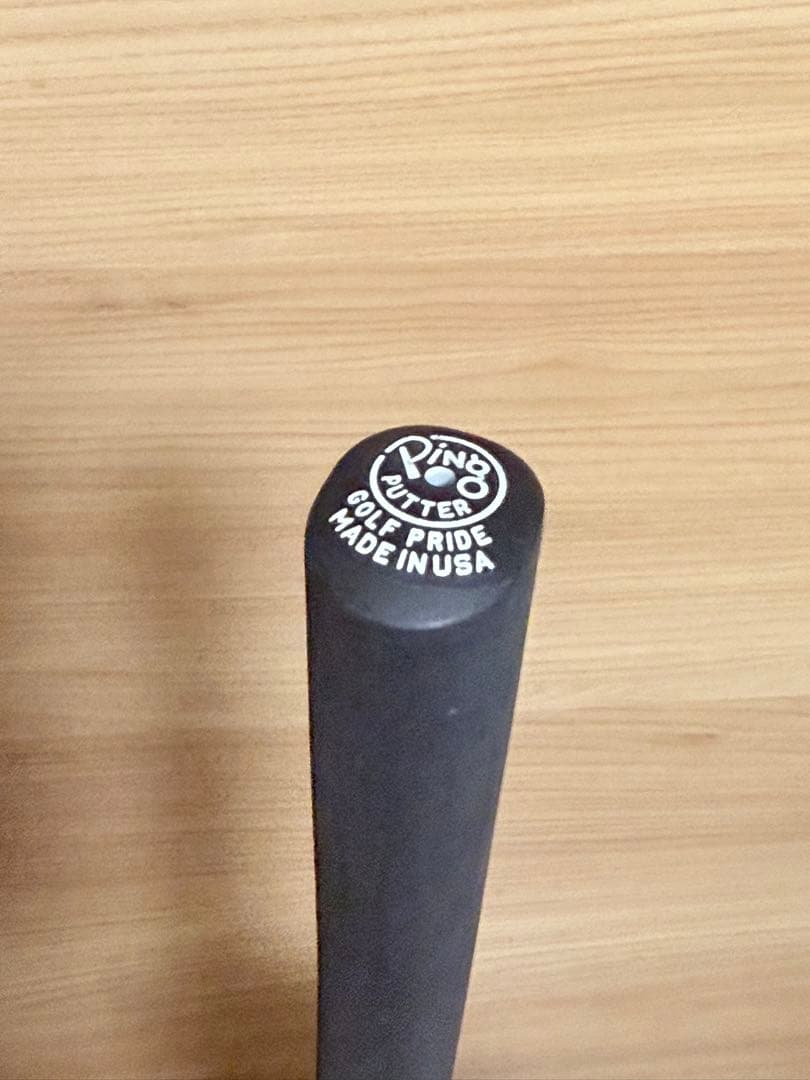 Ping
PUTTER
GOLF PRIDE
MADE IN USA